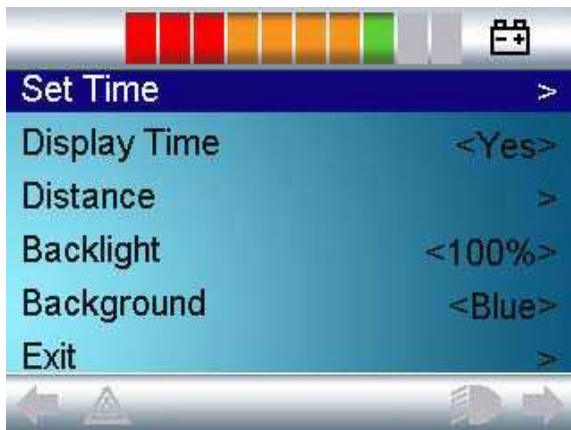 Set Time >
Display Time <Yes>
Distance >
Backlight <100%>
Background <Blue>
Exit >